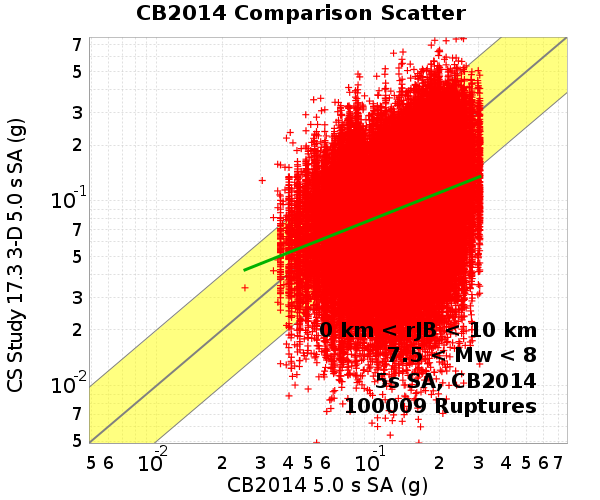 CB2014 Comparison Scatter
CS Study 17.3 3-D 5.0 s SA (g)
7
5
3
2
10-1
7
5
3
2
10-2
7
5
0 km < rJB < 10 km
7.5 < Mw < 8
5s SA, CB2014
100009 Ruptures
5 6 10-2 2 3 4 5 6 10-1 2 3 4 5 6 7
CB2014 5.0 s SA (g)